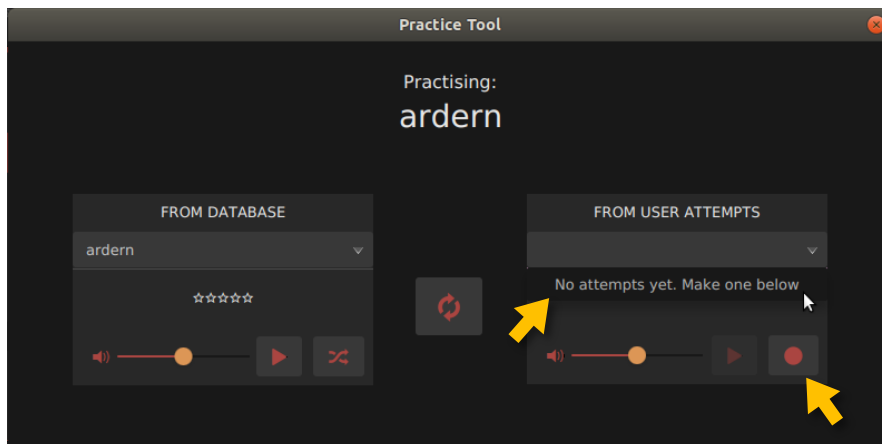 Practice Tool
Practising:
ardern
FROM DATABASE
ardern
FROM USER ATTEMPTS
No attempts yet. Make one below